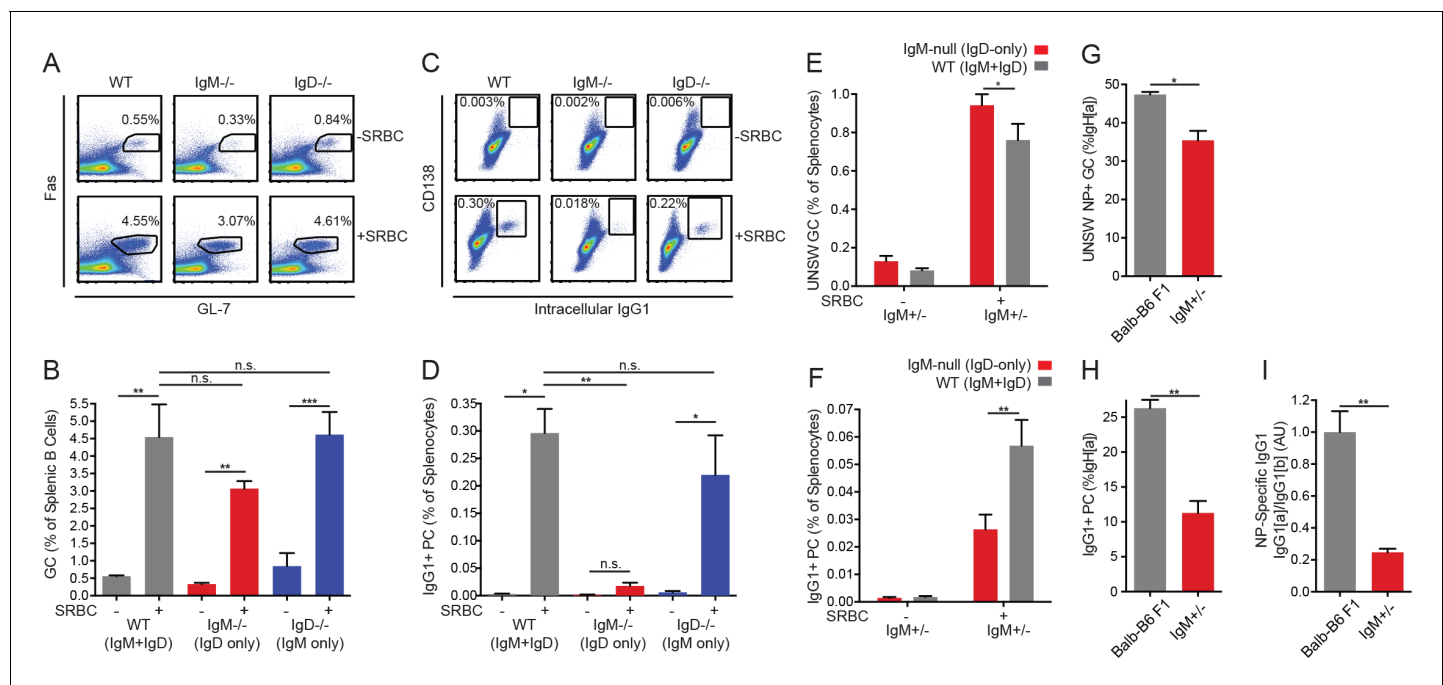 A
WT
IgM-/-
IgD-/-
0.55%
0.33%
0.84%
-SRBC
4.55%
3.07%
4.61%
+SRBC
Fas
GL-7
C
WT
IgM-/-
IgD-/-
0.003%
0.002%
0.006%
-SRBC
0.30%
0.018%
0.22%
+SRBC
CD138
Intracellular IgG1
E
IgM-null (IgD-only)
WT (IgM+IgD)
*
UNSW GC (% of Splenocytes)
1.0
0.8
0.6
0.4
0.2
0.0
SRBC
-
+
IgM+/-
IgM+/-
G
*
UNSW NP+ GC (%IgH[a])
50
40
30
20
10
0
Balb-B6 F1
IgM+/-
B
n.s.
n.s.
**
**
***
GC (% of Splenic B Cells)
5.5
5.0
4.5
4.0
3.5
3.0
2.5
2.0
1.5
1.0
0.5
0.0
SRBC
-
+
-
+
-
+
WT
IgM-/-
IgD-/-
(IgM+IgD)
(IgD only)
(IgM only)
D
n.s.
**
*
n.s.
*
IgG1+ PC (% of Splenocytes)
0.35
0.30
0.25
0.20
0.15
0.10
0.05
0.00
SRBC
-
+
-
+
-
+
WT
IgM-/-
IgD-/-
(IgM+IgD)
(IgD only)
(IgM only)
F
IgM-null (IgD-only)
WT (IgM+IgD)
**
IgG1+ PC (% of Splenocytes)
0.07
0.06
0.05
0.04
0.03
0.02
0.01
0.00
SRBC
-
+
IgM+/-
IgM+/-
H
**
IgG1+ PC (%IgH[a])
25
20
15
10
5
0
Balb-B6 F1
IgM+/-
I
**
NP-Specific IgG1
IgG1[a]/IgG1[b] (AU)
1.2
1.0
0.8
0.6
0.4
0.2
0.0
Balb-B6 F1
IgM+/-